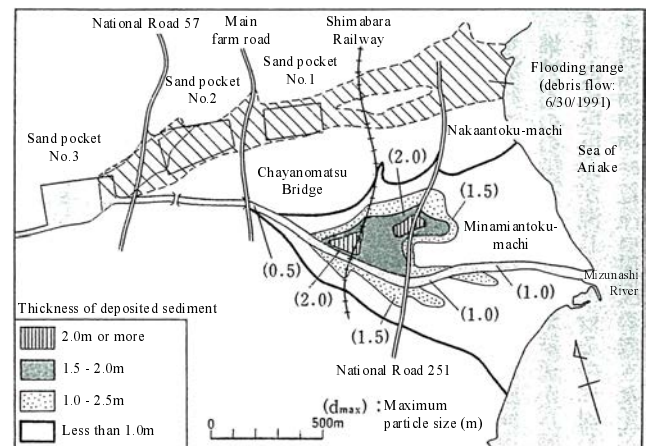 National Road 57
Main
farm road
Shimabara
Railway
Sand pocket
No.1
Sand pocket
No.2
Sand pocket
No.3
Flooding range
(debris flow:
6/30/1991)
Nakaantoku-machi
Sea of
Ariake
Chayanomatsu
Bridge
(2.0)
(1.5)
Minamiantoku-
machi
(0.5)
(2.0)
(1.0)
(1.0)
(1.5)
Mizunashi
River
National Road 251
Thickness of deposited sediment
2.0m or more
1.5 - 2.0m
1.0 - 2.5m
Less than 1.0m
0
500m
(dmax) : Maximum
particle size (m)